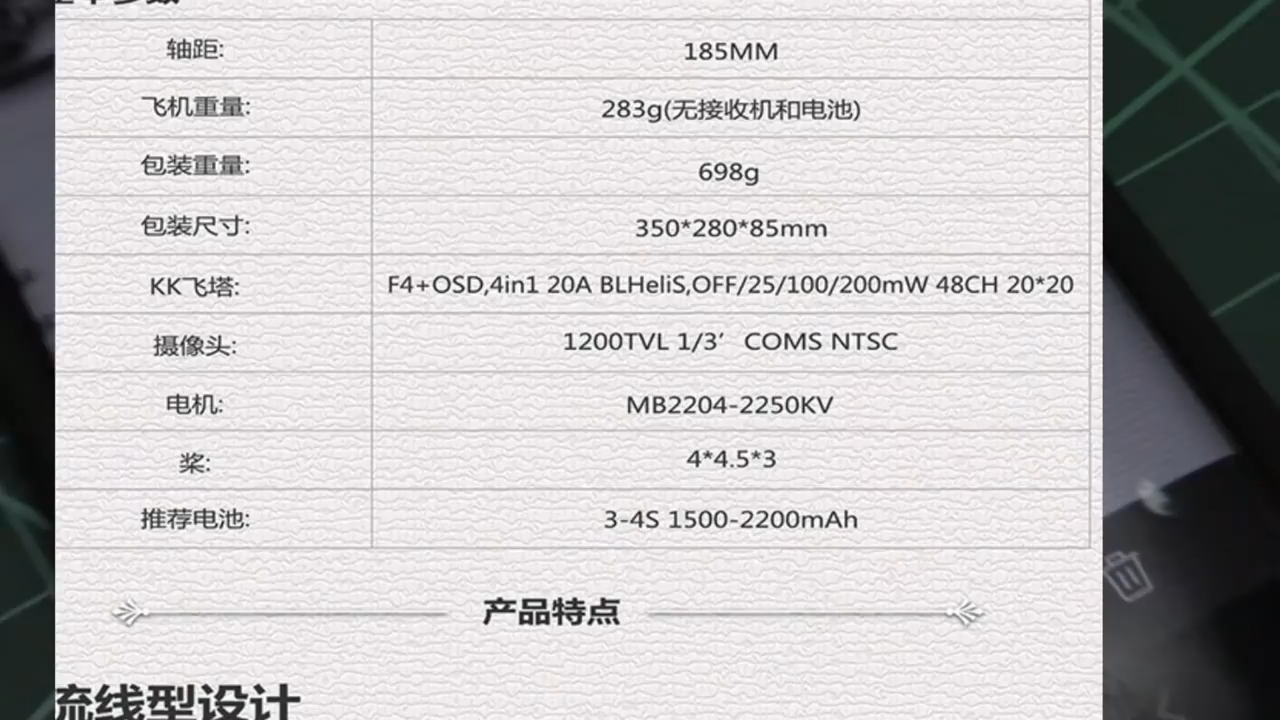 轴距: 185MM
飞机重量: 283g(无接收机和电池)
包装重量: 698g
包装尺寸: 350*280*85mm
KK飞塔: F4+OSD,4in1 20A BLHeliS,OFF/25/100/200mW 48CH 20*20
摄像头: 1200TVL 1/3′ COMS NTSC
电机: MB2204-2250KV
桨: 4*4.5*3
推荐电池: 3-4S 1500-2200mAh
产品特点
流线型设计